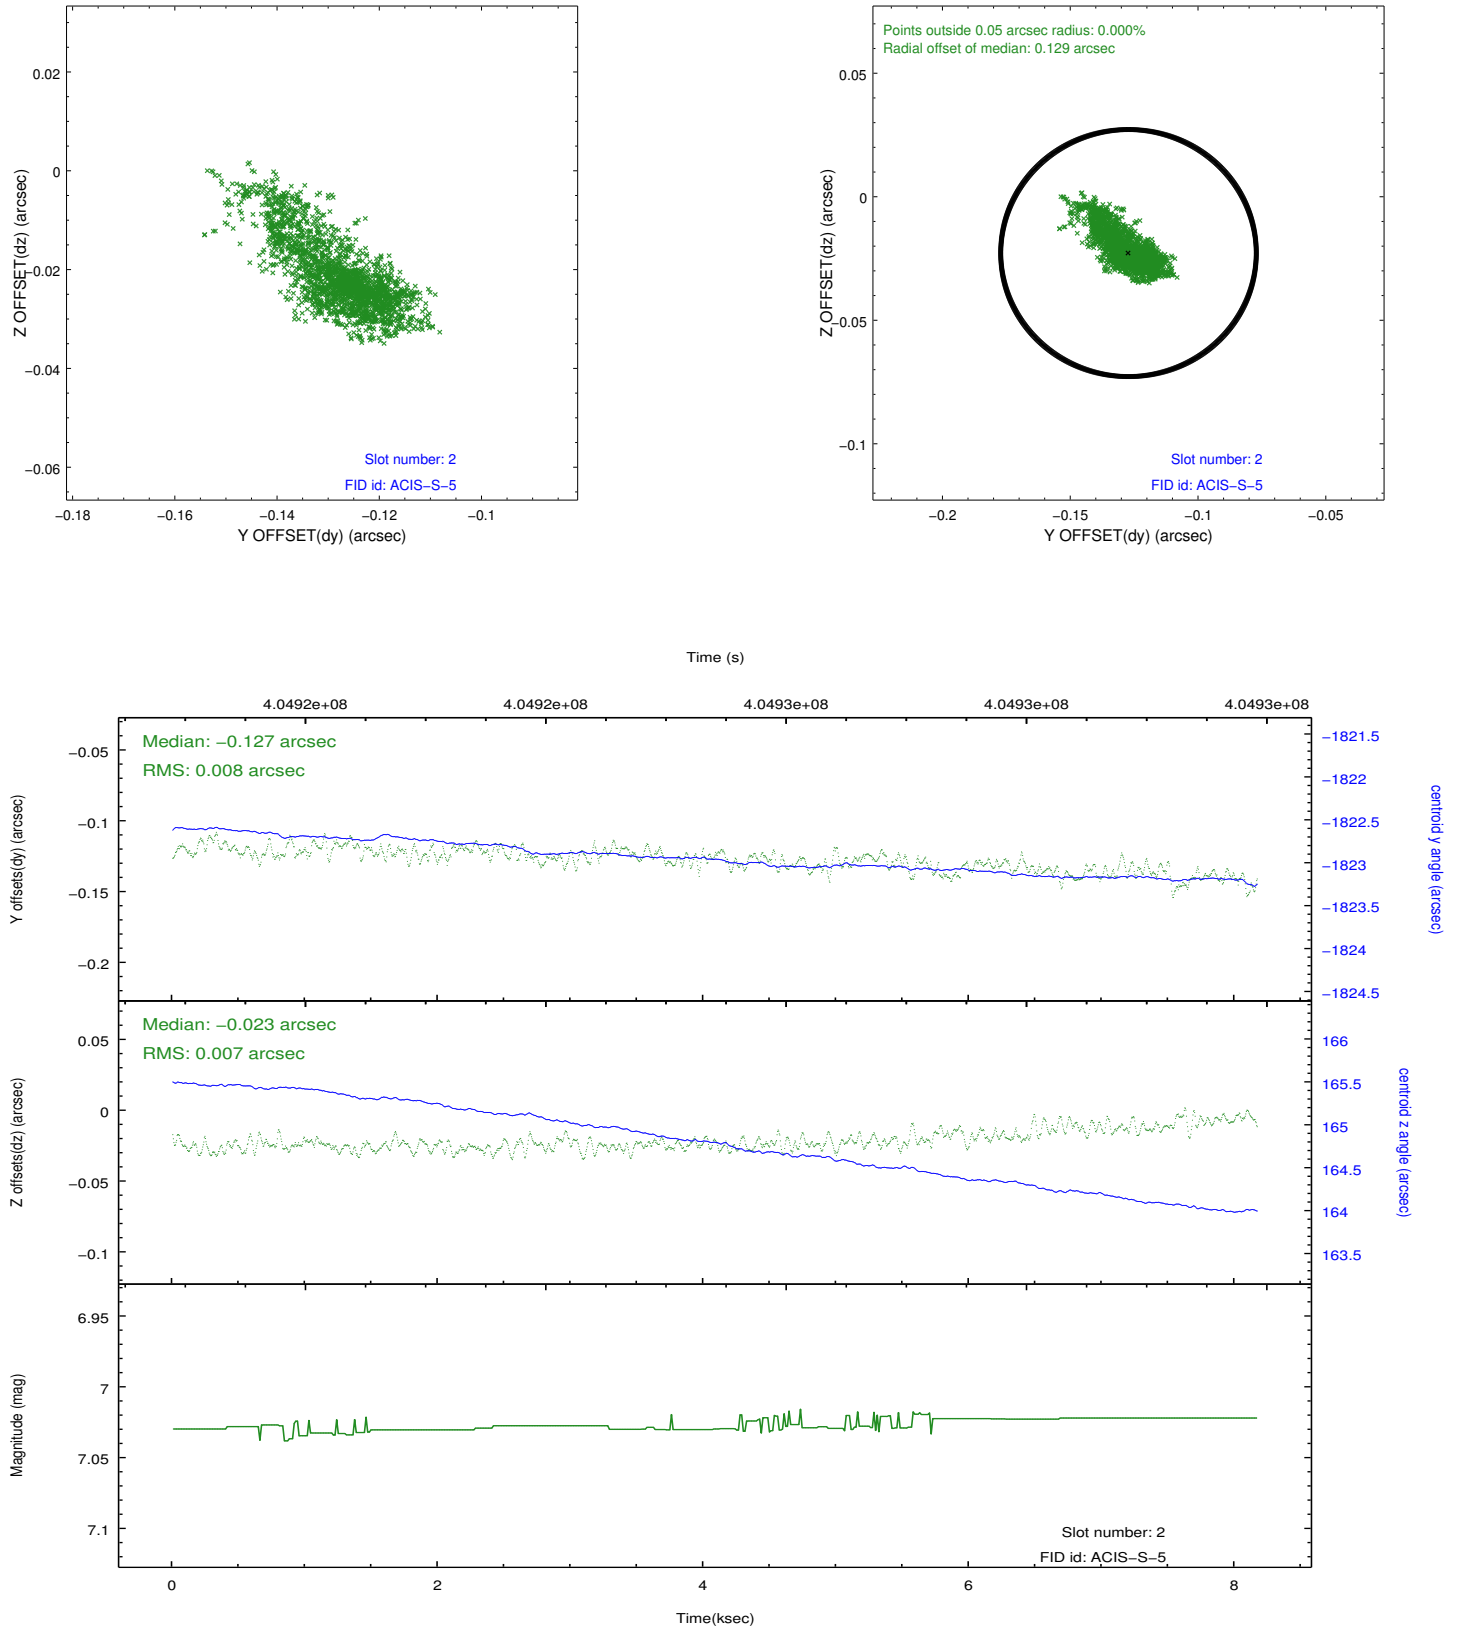 0.02
0
−0.02
−0.04
−0.06
Z OFFSET(dz) (arcsec)
Slot number: 2
FID id: ACIS−S−5
−0.18
−0.16
−0.14
−0.12
−0.1
Y OFFSET(dy) (arcsec)
Points outside 0.05 arcsec radius: 0.000%
Radial offset of median: 0.129 arcsec
0.05
0
−0.05
−0.1
Z OFFSET(dz) (arcsec)
Slot number: 2
FID id: ACIS−S−5
−0.2
−0.15
−0.1
−0.05
Y OFFSET(dy) (arcsec)
Time (s)
4.0492e+08
4.0492e+08
4.0493e+08
4.0493e+08
4.0493e+08
Median: −0.127 arcsec
RMS: 0.008 arcsec
−0.05
−0.1
−0.15
−0.2
Y offsets(dy) (arcsec)
−1821.5
−1822
−1822.5
−1823
−1823.5
−1824
−1824.5
centroid y angle (arcsec)
Median: −0.023 arcsec
RMS: 0.007 arcsec
0.05
0
−0.05
−0.1
Z offsets(dz) (arcsec)
166
165.5
165
164.5
164
163.5
centroid z angle (arcsec)
6.95
7
7.05
7.1
Magnitude (mag)
Slot number: 2
FID id: ACIS−S−5
0
2
4
6
8
Time(ksec)